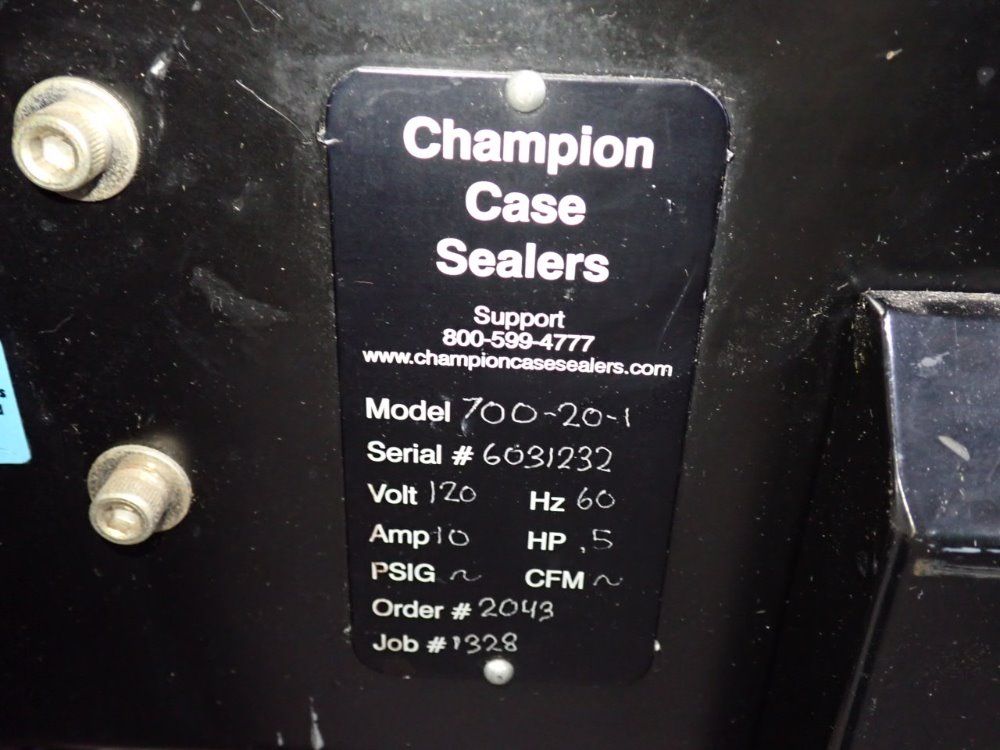 Champion
Case
Sealers
Support
800-599-4777
www.championcasesealers.com
Model 700-20-1
Serial # 6031232
Volt 120 Hz 60
Amp 10 HP .5
PSIG ~ CFM ~
Order # 2043
Job # 1328